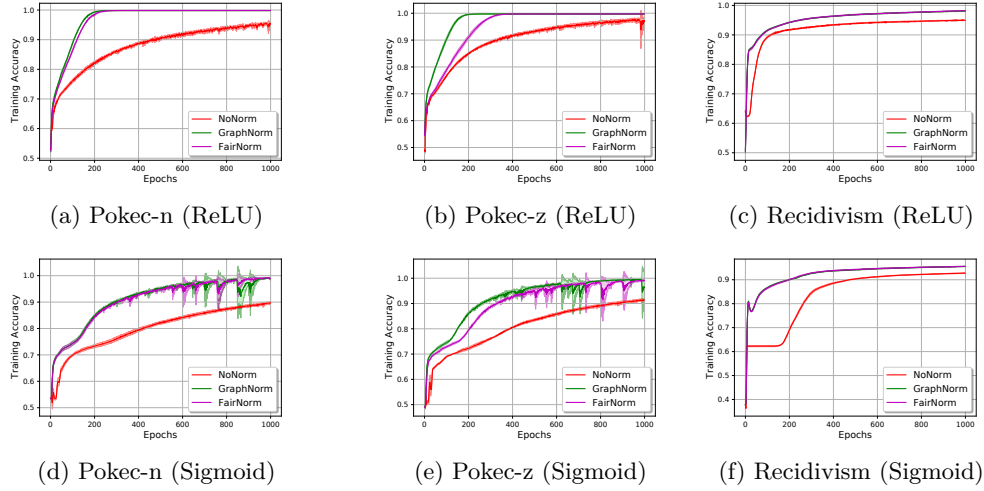 Training Accuracy
1.0
0.9
0.8
0.7
0.6
0.5
0 200 400 600 800 1000
Epochs
NoNorm
GraphNorm
FairNorm
(a) Pokec-n (ReLU)
Training Accuracy
1.0
0.9
0.8
0.7
0.6
0.5
0 200 400 600 800 1000
Epochs
NoNorm
GraphNorm
FairNorm
(b) Pokec-z (ReLU)
Training Accuracy
1.0
0.9
0.8
0.7
0.6
0.5
0 200 400 600 800 1000
Epochs
NoNorm
GraphNorm
FairNorm
(c) Recidivism (ReLU)
Training Accuracy
1.0
0.9
0.8
0.7
0.6
0.5
0 200 400 600 800 1000
Epochs
NoNorm
GraphNorm
FairNorm
(d) Pokec-n (Sigmoid)
Training Accuracy
1.0
0.9
0.8
0.7
0.6
0.5
0 200 400 600 800 1000
Epochs
NoNorm
GraphNorm
FairNorm
(e) Pokec-z (Sigmoid)
Training Accuracy
0.9
0.8
0.7
0.6
0.5
0.4
0 200 400 600 800 1000
Epochs
NoNorm
GraphNorm
FairNorm
(f) Recidivism (Sigmoid)